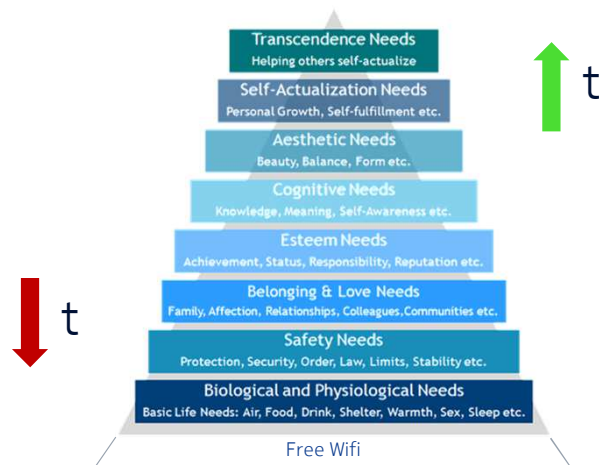 Transcendence Needs
Helping others self-actualize
t
Self-Actualization Needs
Personal Growth, Self-fulfillment etc.
Aesthetic Needs
Beauty, Balance, Form etc.
Cognitive Needs
Knowledge, Meaning, Self-Awareness etc.
Esteem Needs
Achievement, Status, Responsibility, Reputation etc.
t
Belonging & Love Needs
Family, Affection, Relationships, Colleagues,Communities etc.
Safety Needs
Protection, Security, Order, Law, Limits, Stability etc.
Biological and Physiological Needs
Basic Life Needs: Air, Food, Drink, Shelter, Warmth, Sex, Sleep etc.
Free Wifi